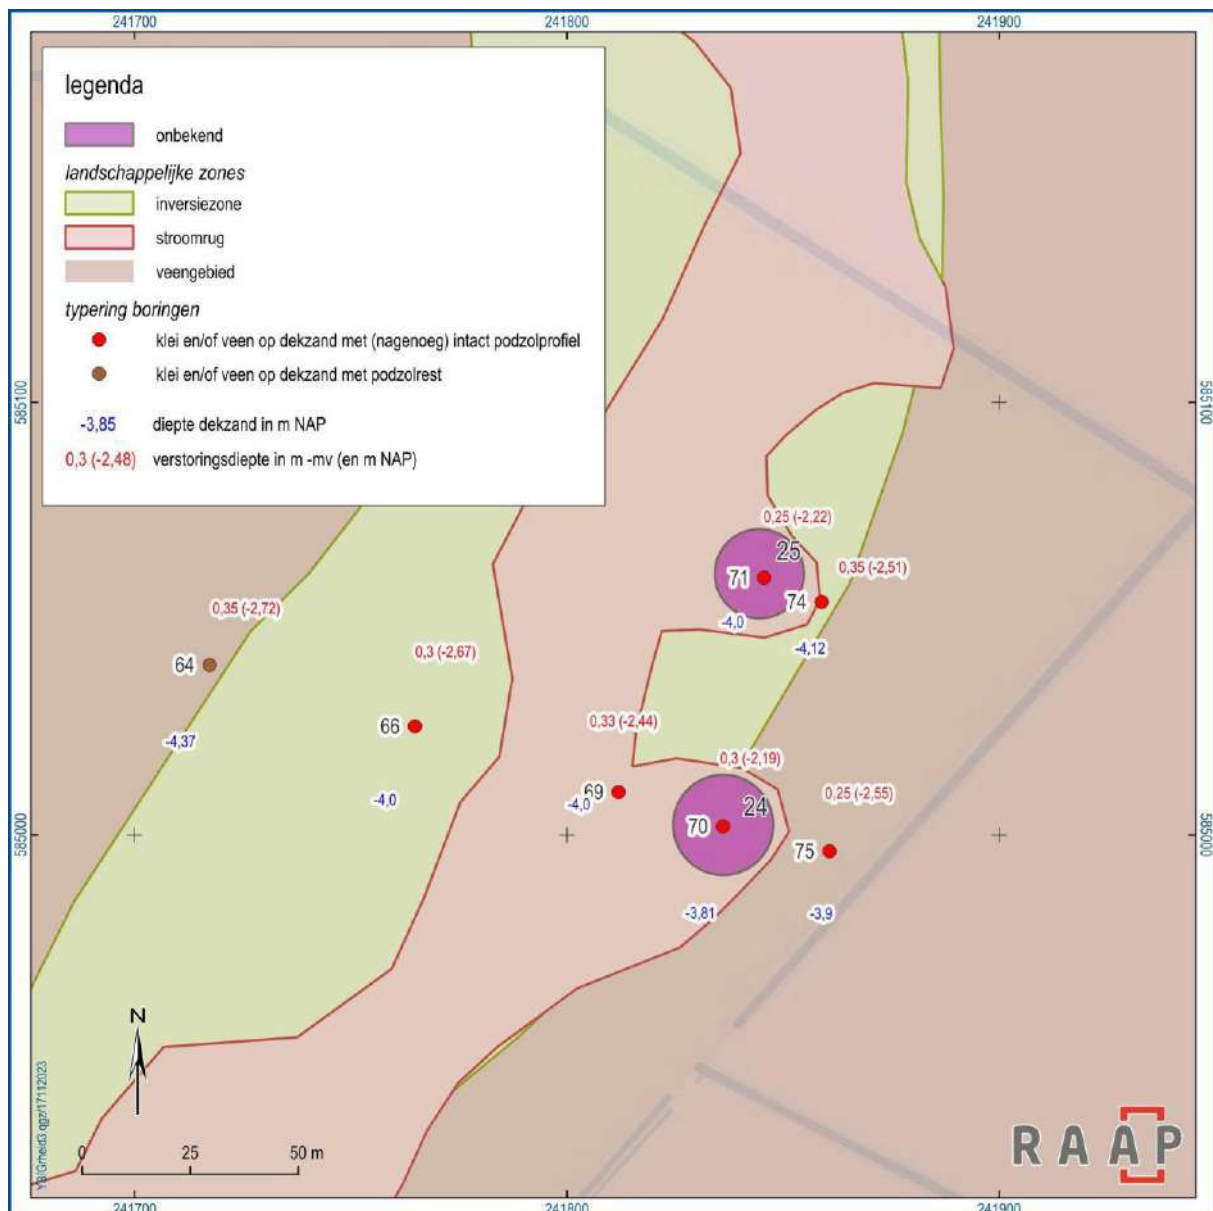 241700
241800
241900
legenda
onbekend
landschappelijke zones
inversiezone
stroomrug
veengebied
typering boringen
klei en/of veen op dekzand met (nagenoeg) intact podzolprofiel
klei en/of veen op dekzand met podzolrest
-3,85 diepte dekzand in m NAP
0,3 (-2,48) verstoringsdiepte in m -mv (en m NAP)
585100
585100
0,25 (-2,22)
25
71
0,35 (-2,51)
74
-4,0
-4,12
0,35 (-2,72)
64
-4,37
0,3 (-2,67)
66
-4,0
0,33 (-2,44)
69
-4,0
0,3 (-2,19)
24
70
-3,81
0,25 (-2,55)
75
-3,9
585000
585000
N
0 25 50 m
RAAP
241700
241800
241900